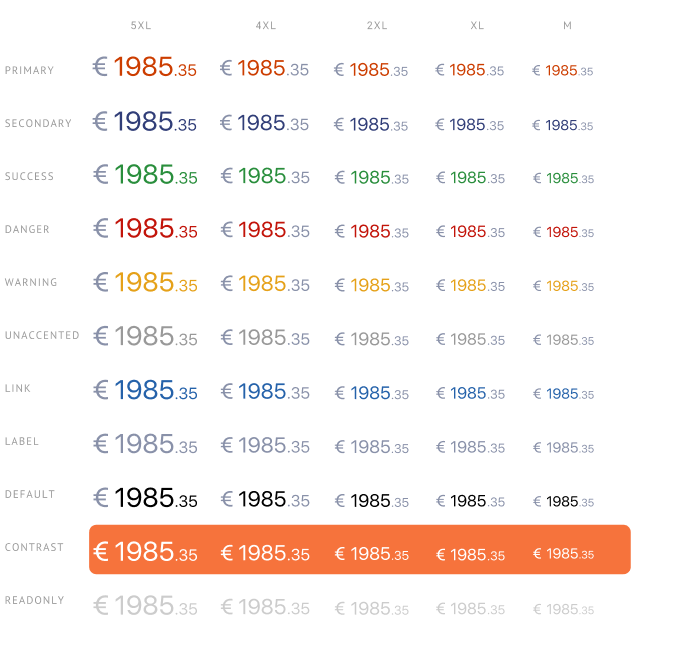 5XL 4XL 2XL XL M
PRIMARY € 1985.35 € 1985.35 € 1985.35 € 1985.35 € 1985.35
SECONDARY € 1985.35 € 1985.35 € 1985.35 € 1985.35 € 1985.35
SUCCESS € 1985.35 € 1985.35 € 1985.35 € 1985.35 € 1985.35
DANGER € 1985.35 € 1985.35 € 1985.35 € 1985.35 € 1985.35
WARNING € 1985.35 € 1985.35 € 1985.35 € 1985.35 € 1985.35
UNACCENTED € 1985.35 € 1985.35 € 1985.35 € 1985.35 € 1985.35
LINK € 1985.35 € 1985.35 € 1985.35 € 1985.35 € 1985.35
LABEL € 1985.35 € 1985.35 € 1985.35 € 1985.35 € 1985.35
DEFAULT € 1985.35 € 1985.35 € 1985.35 € 1985.35 € 1985.35
CONTRAST € 1985.35 € 1985.35 € 1985.35 € 1985.35 € 1985.35
READONLY € 1985.35 € 1985.35 € 1985.35 € 1985.35 € 1985.35